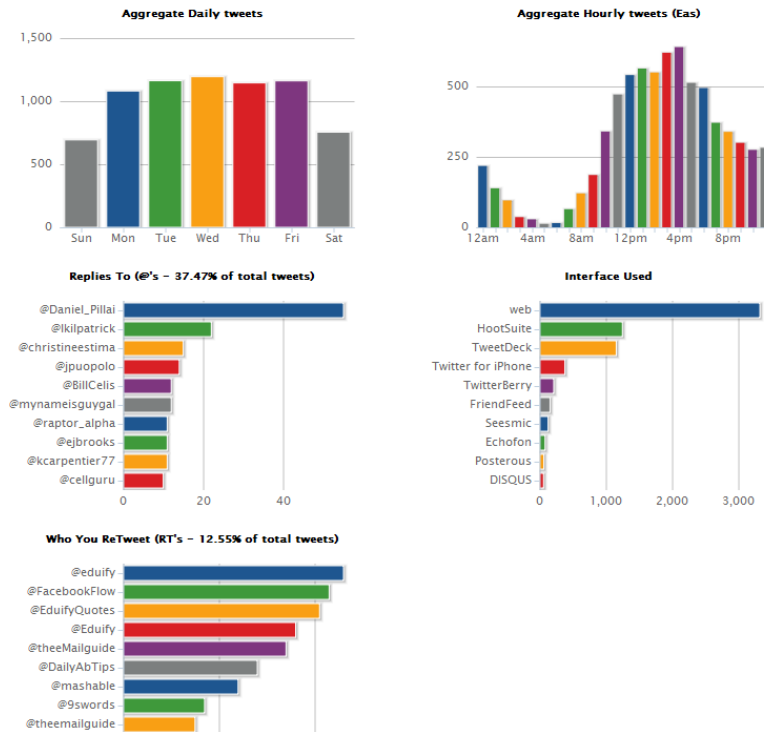 Aggregate Daily tweets
1,500
1,000
500
0
Sun Mon Tue Wed Thu Fri Sat
Aggregate Hourly tweets (Eas)
500
250
0
12am 4am 8am 12pm 4pm 8pm
Replies To (@'s - 37.47% of total tweets)
@Daniel_Pillai
@lkilpatrick
@christineestima
@jpuopolo
@BillCelis
@mynameisguygal
@raptor_alpha
@ejbrooks
@kcarpentier77
@cellguru
0 20 40
Interface Used
web
HootSuite
TweetDeck
Twitter for iPhone
TwitterBerry
FriendFeed
Seesmic
Echofon
Posterous
DISQUS
0 1,000 2,000 3,000
Who You ReTweet (RT's - 12.55% of total tweets)
@eduify
@FacebookFlow
@EduifyQuotes
@Eduify
@theeMailguide
@DailyAbTips
@mashable
@9swords
@theemailguide